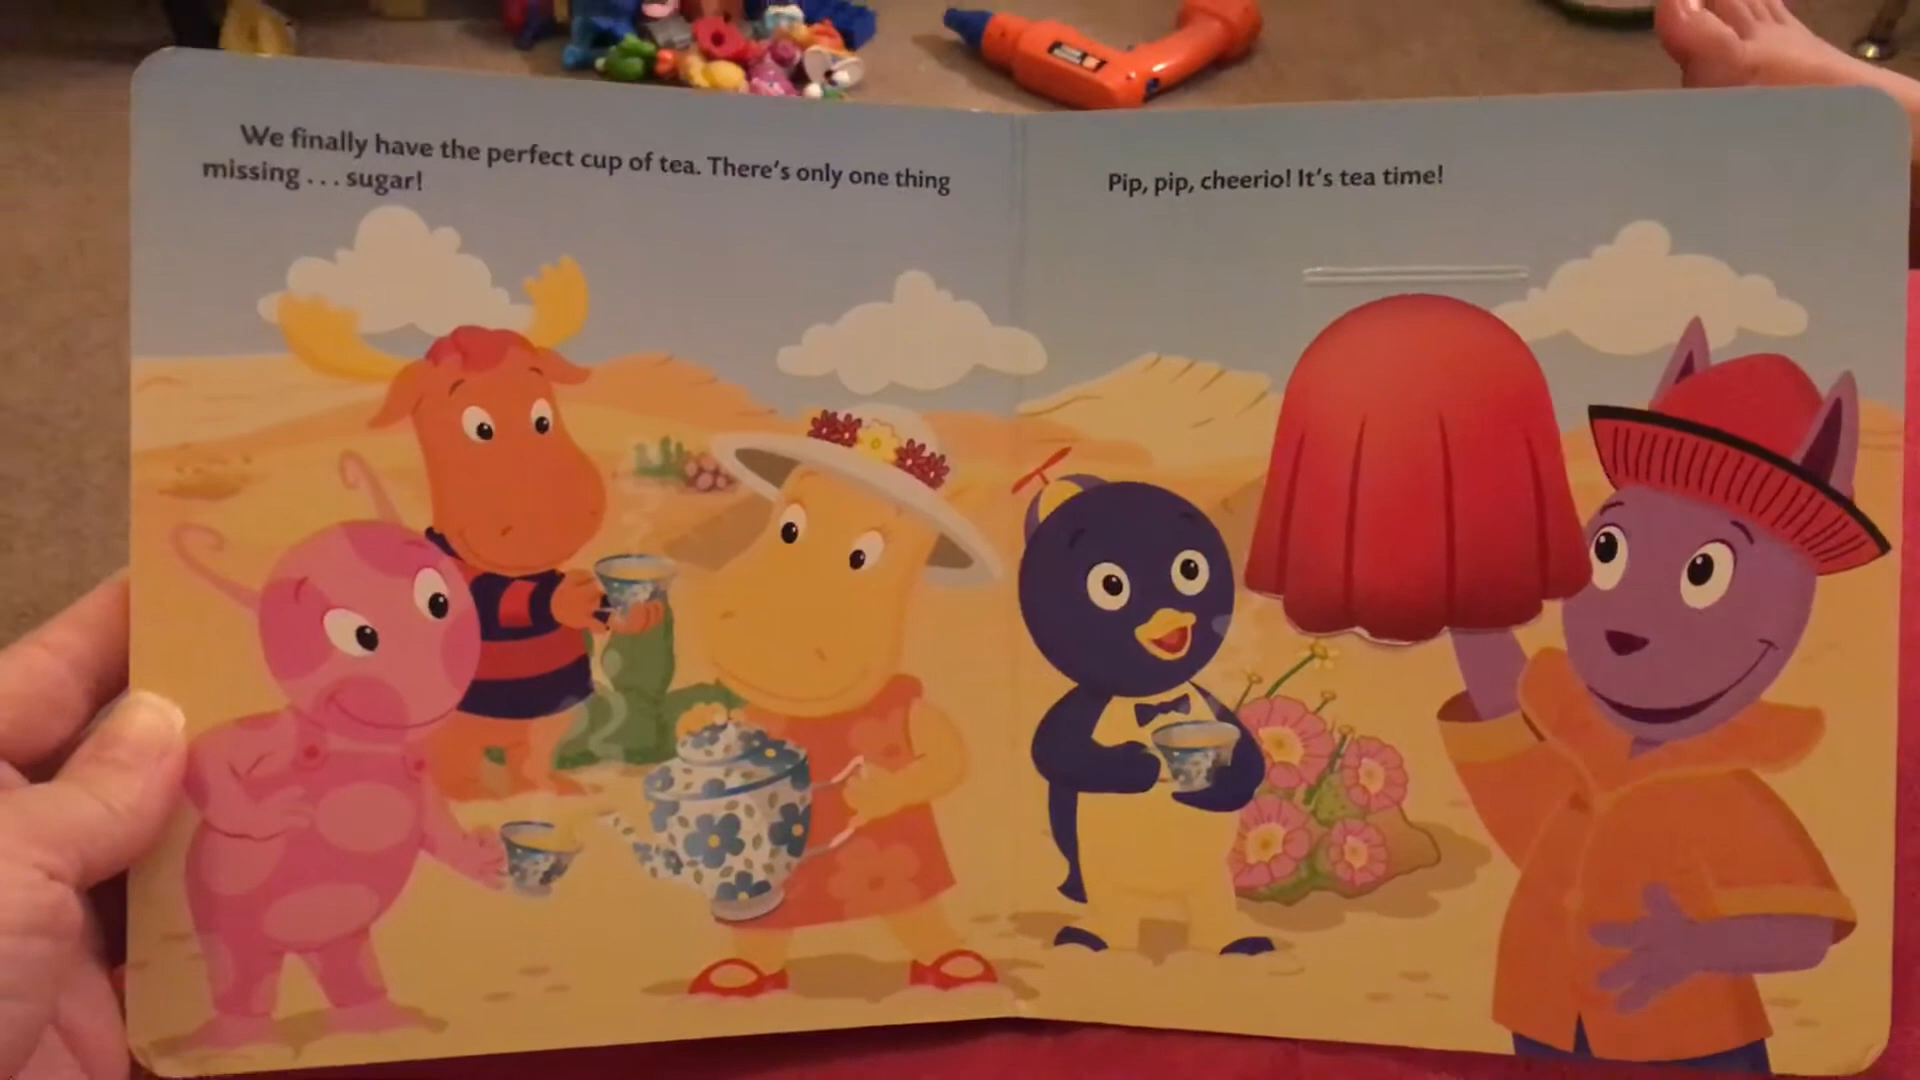 We finally have the perfect cup of tea. There's only one thing
missing . . . sugar!
Pip, pip, cheerio! It's tea time!